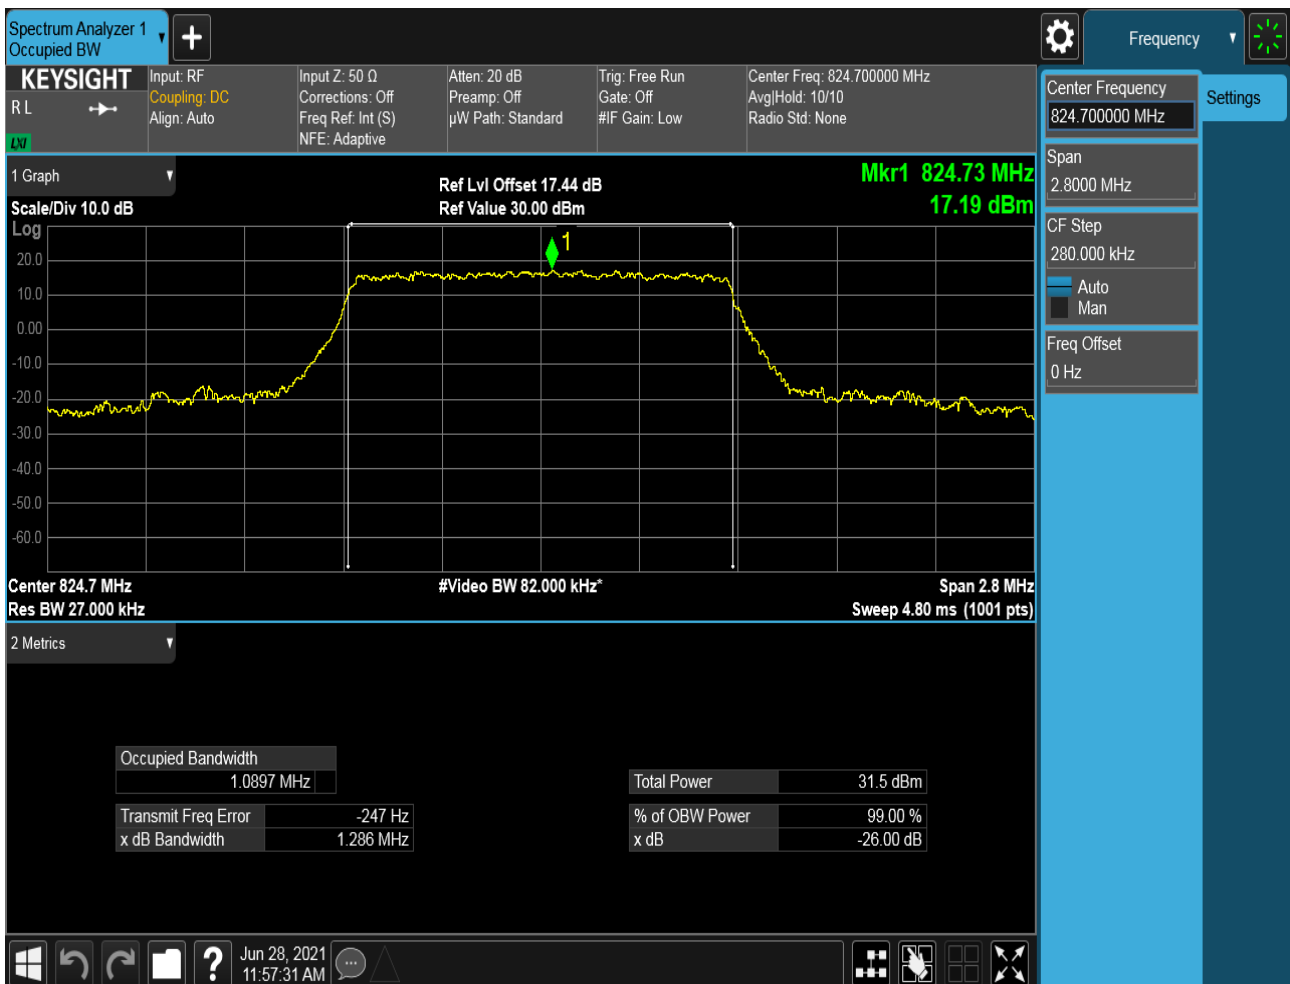 Spectrum Analyzer 1
Occupied BW
Frequency
KEYSIGHT
R L
LXI
Input: RF
Coupling: DC
Align: Auto
Input Z: 50 Ω
Corrections: Off
Freq Ref: Int (S)
NFE: Adaptive
Atten: 20 dB
Preamp: Off
µW Path: Standard
Trig: Free Run
Gate: Off
#IF Gain: Low
Center Freq: 824.700000 MHz
Avg|Hold: 10/10
Radio Std: None
Center Frequency
824.700000 MHz
Settings
Span
2.8000 MHz
CF Step
280.000 kHz
Auto
Man
Freq Offset
0 Hz
1 Graph
Scale/Div 10.0 dB
Ref Lvl Offset 17.44 dB
Ref Value 30.00 dBm
Mkr1 824.73 MHz
17.19 dBm
Log
1
20.0
10.0
0.00
-10.0
-20.0
-30.0
-40.0
-50.0
-60.0
Center 824.7 MHz
Res BW 27.000 kHz
#Video BW 82.000 kHz*
Span 2.8 MHz
Sweep 4.80 ms (1001 pts)
2 Metrics
Occupied Bandwidth
1.0897 MHz
Total Power 31.5 dBm
Transmit Freq Error -247 Hz
% of OBW Power 99.00 %
x dB Bandwidth 1.286 MHz
x dB -26.00 dB
?
Jun 28, 2021
11:57:31 AM